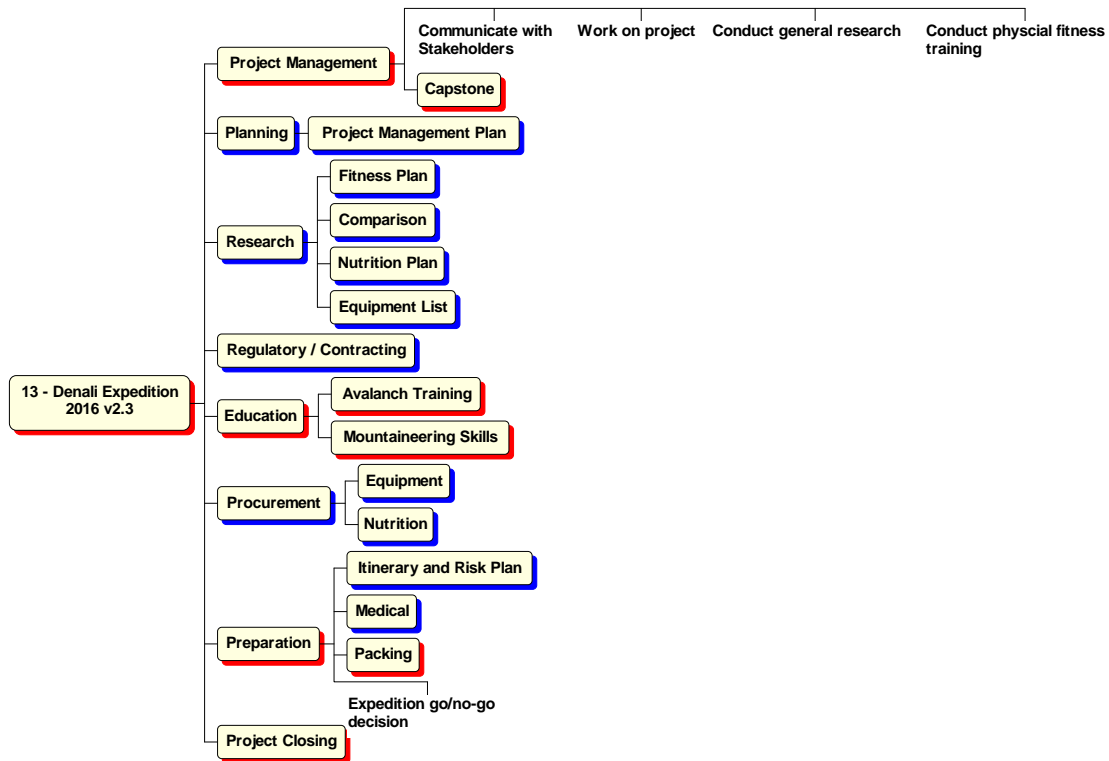 Communicate with
Stakeholders
Work on project
Conduct general research
Conduct physcial fitness
training
Project Management
Capstone
Planning
Project Management Plan
Fitness Plan
Comparison
Research
Nutrition Plan
Equipment List
Regulatory / Contracting
13 - Denali Expedition
2016 v2.3
Avalanch Training
Education
Mountaineering Skills
Equipment
Procurement
Nutrition
Itinerary and Risk Plan
Medical
Preparation
Packing
Expedition go/no-go
decision
Project Closing